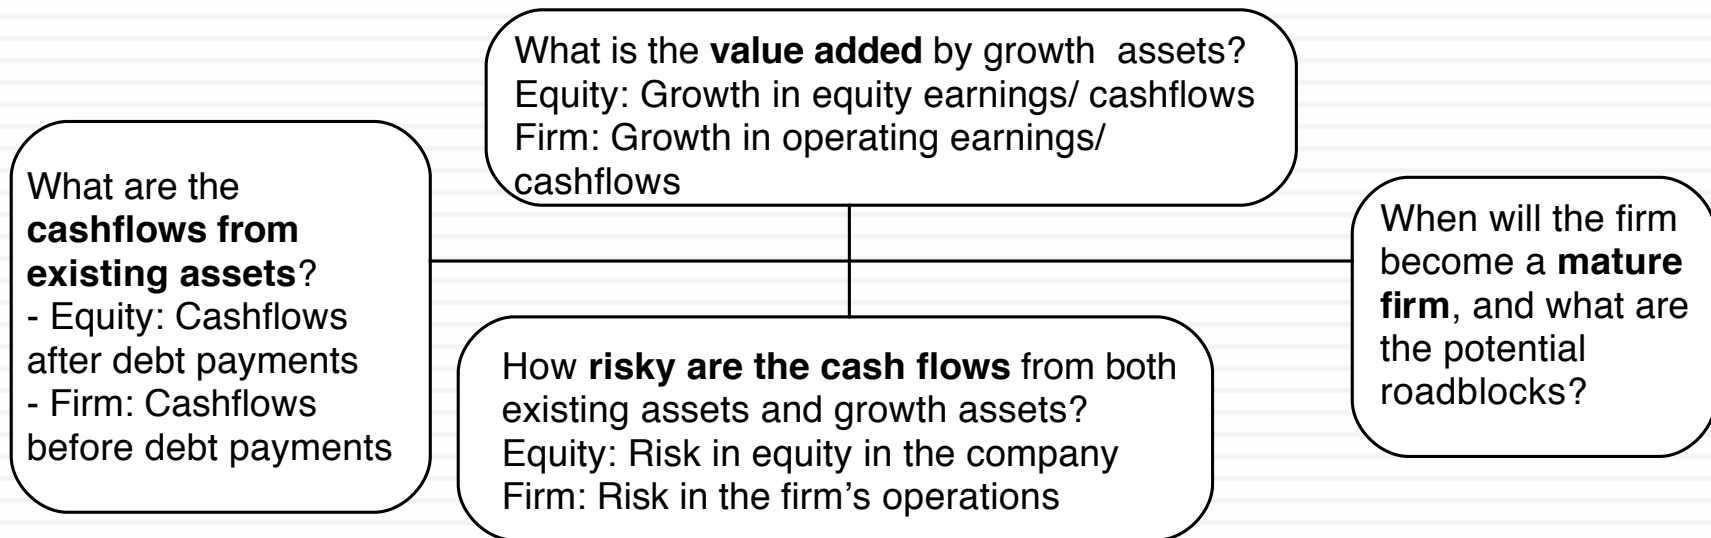 What is the value added by growth  assets?
Equity: Growth in equity earnings/ cashflows
Firm: Growth in operating earnings/
cashflows
What are the
cashflows from
existing assets?
- Equity: Cashflows
after debt payments
- Firm: Cashflows
before debt payments
When will the firm
become a mature
firm, and what are
the potential
roadblocks?
How risky are the cash flows from both
existing assets and growth assets?
Equity: Risk in equity in the company
Firm: Risk in the firm’s operations